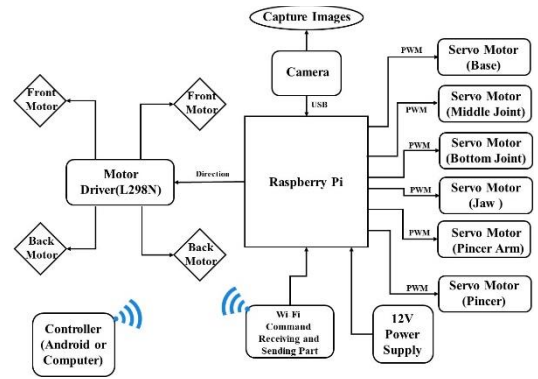 Capture Images
Camera
USB
PWM
Servo Motor
(Base)
PWM
Servo Motor
(Middle Joint)
PWM
Servo Motor
(Bottom Joint)
PWM
Servo Motor
(Jaw )
PWM
Servo Motor
(Pincer Arm)
PWM
Servo Motor
(Pincer)
Front
Motor
Front
Motor
Motor
Driver(L298N)
Direction
Raspberry Pi
Back
Motor
Back
Motor
Controller
(Android or
Computer)
Wi Fi
Command
Receiving and
Sending Part
12V
Power
Supply